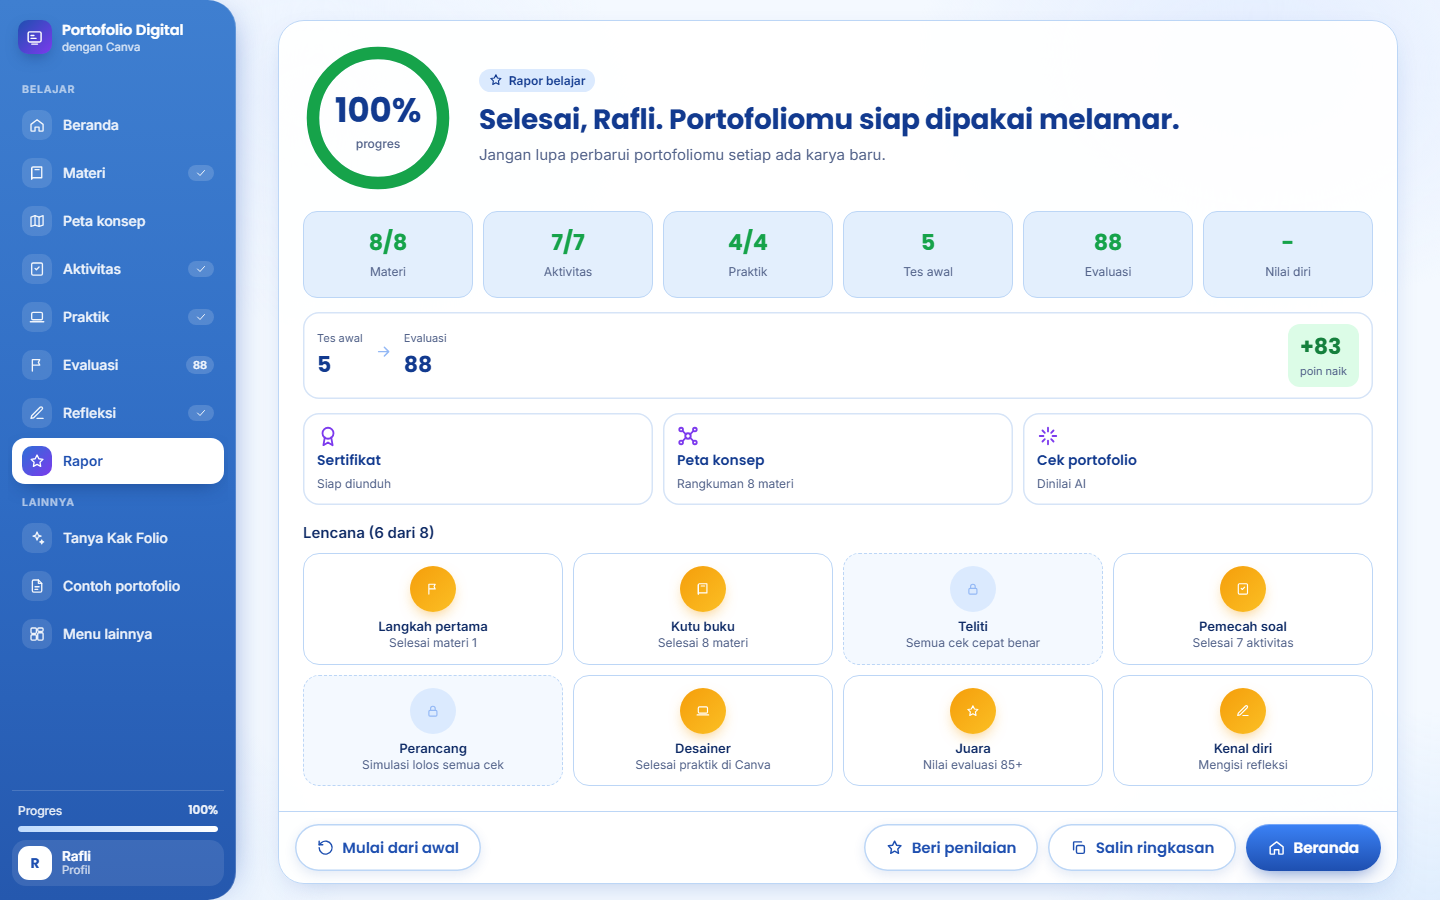 Portofolio Digital
dengan Canva
BELAJAR
Beranda
Materi
Peta konsep
Aktivitas
Praktik
Evaluasi 88
Refleksi
Rapor
LAINNYA
Tanya Kak Folio
Contoh portofolio
Menu lainnya
Progres 100%
R
Rafli
Profil
100%
progres
Rapor belajar
Selesai, Rafli. Portofoliomu siap dipakai melamar.
Jangan lupa perbarui portofoliomu setiap ada karya baru.
8/8
Materi
7/7
Aktivitas
4/4
Praktik
5
Tes awal
88
Evaluasi
–
Nilai diri
Tes awal
5
→
Evaluasi
88
+83
poin naik
Sertifikat
Siap diunduh
Peta konsep
Rangkuman 8 materi
Cek portofolio
Dinilai AI
Lencana (6 dari 8)
Langkah pertama
Selesai materi 1
Kutu buku
Selesai 8 materi
Teliti
Semua cek cepat benar
Pemecah soal
Selesai 7 aktivitas
Perancang
Simulasi lolos semua cek
Desainer
Selesai praktik di Canva
Juara
Nilai evaluasi 85+
Kenal diri
Mengisi refleksi
Mulai dari awal
Beri penilaian
Salin ringkasan
Beranda